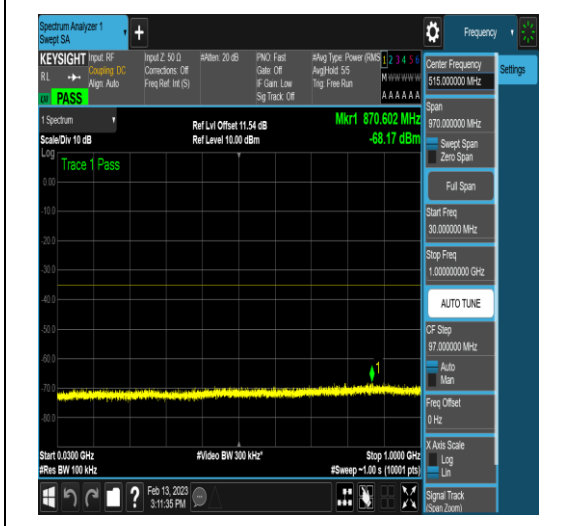 Spectrum Analyzer 1
Swept SA
+
Frequency
KEYSIGHT
RL
PASS
Input: RF
Coupling: DC
Align: Auto
Input Z: 50 Ω
Corrections: Off
Freq Ref: Int (S)
#Atten: 20 dB
PNO: Fast
Gate: Off
IF Gain: Low
Sig Track: Off
#Avg Type: Power (RMS
Avg|Hold: 5/5
Trig: Free Run
1 2 3 4 5 6
M W W W W W
A A A A A A
1 Spectrum
Scale/Div 10 dB
Ref Lvl Offset 11.54 dB
Ref Level 10.00 dBm
Mkr1 870.602 MHz
-68.17 dBm
Log
Trace 1 Pass
0.00
-10.0
-20.0
-30.0
-40.0
-50.0
-60.0
-70.0
-80.0
1
Start 0.0300 GHz
#Res BW 100 kHz
#Video BW 300 kHz*
Stop 1.0000 GHz
#Sweep ~1.00 s (10001 pts)
?
Feb 13, 2023
3:11:35 PM
Center Frequency
515.000000 MHz
Settings
Span
970.000000 MHz
Swept Span
Zero Span
Full Span
Start Freq
30.000000 MHz
Stop Freq
1.000000000 GHz
AUTO TUNE
CF Step
97.000000 MHz
Auto
Man
Freq Offset
0 Hz
X Axis Scale
Log
Lin
Signal Track
(Span Zoom)